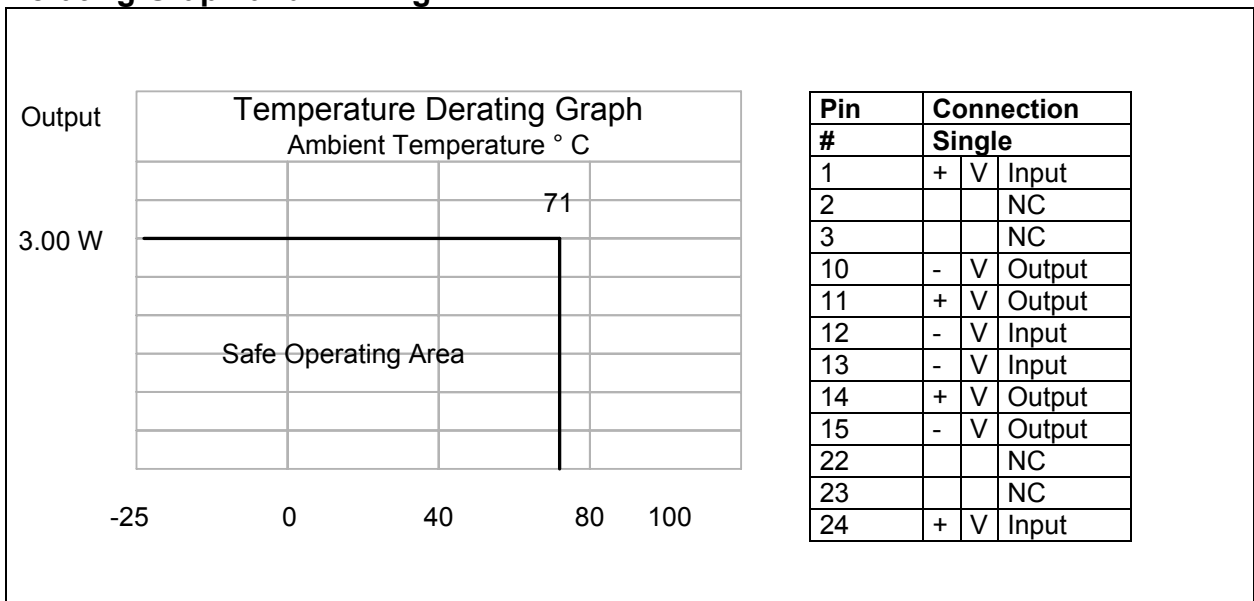 Temperature Derating Graph
Ambient Temperature ° C
Output
71
3.00 W
Safe Operating Area
-25 0 40 80 100
Pin Connection
# Single
1 + V Input
2 NC
3 NC
10 - V Output
11 + V Output
12 - V Input
13 - V Input
14 + V Output
15 - V Output
22 NC
23 NC
24 + V Input